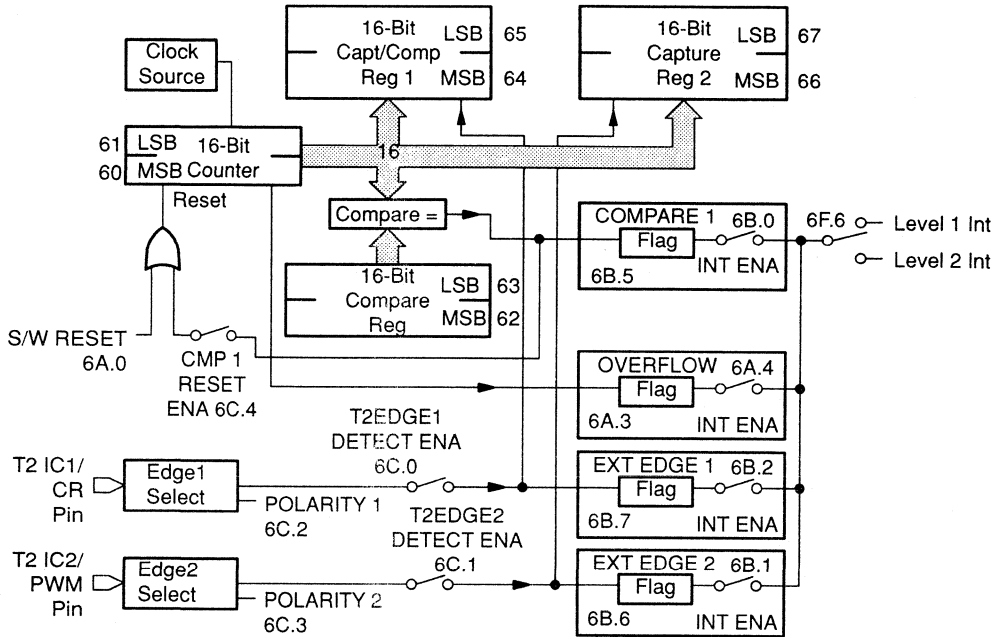 Clock
Source
16-Bit
Capt/Comp
Reg 1
LSB
MSB
65
64
16-Bit
Capture
Reg 2
LSB
MSB
67
66
61
60
LSB
MSB
16-Bit
Counter
16
Reset
Compare =
16-Bit
Compare
Reg
LSB
MSB
63
62
COMPARE 1
6B.0
Flag
INT ENA
6B.5
6F.6
Level 1 Int
Level 2 Int
S/W RESET
6A.0
CMP 1
RESET
ENA 6C.4
OVERFLOW
6A.4
Flag
6A.3
INT ENA
T2EDGE1
DETECT ENA
6C.0
T2 IC1/
CR
Pin
Edge1
Select
POLARITY 1
6C.2
EXT EDGE 1
6B.2
Flag
6B.7
INT ENA
T2EDGE2
DETECT ENA
6C.1
T2 IC2/
PWM
Pin
Edge2
Select
POLARITY 2
6C.3
EXT EDGE 2
6B.1
Flag
6B.6
INT ENA